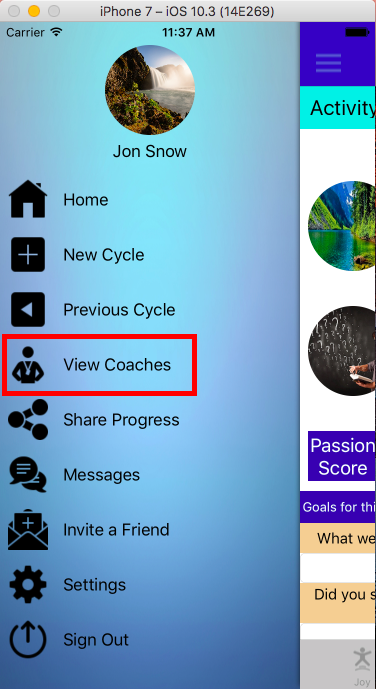 iPhone 7 – iOS 10.3 (14E269)
Carrier 11:37 AM
Jon Snow
Home
New Cycle
Previous Cycle
View Coaches
Share Progress
Messages
Invite a Friend
Settings
Sign Out
Activity
Passion
Score
Goals for thi
What we
Did you s
Joy